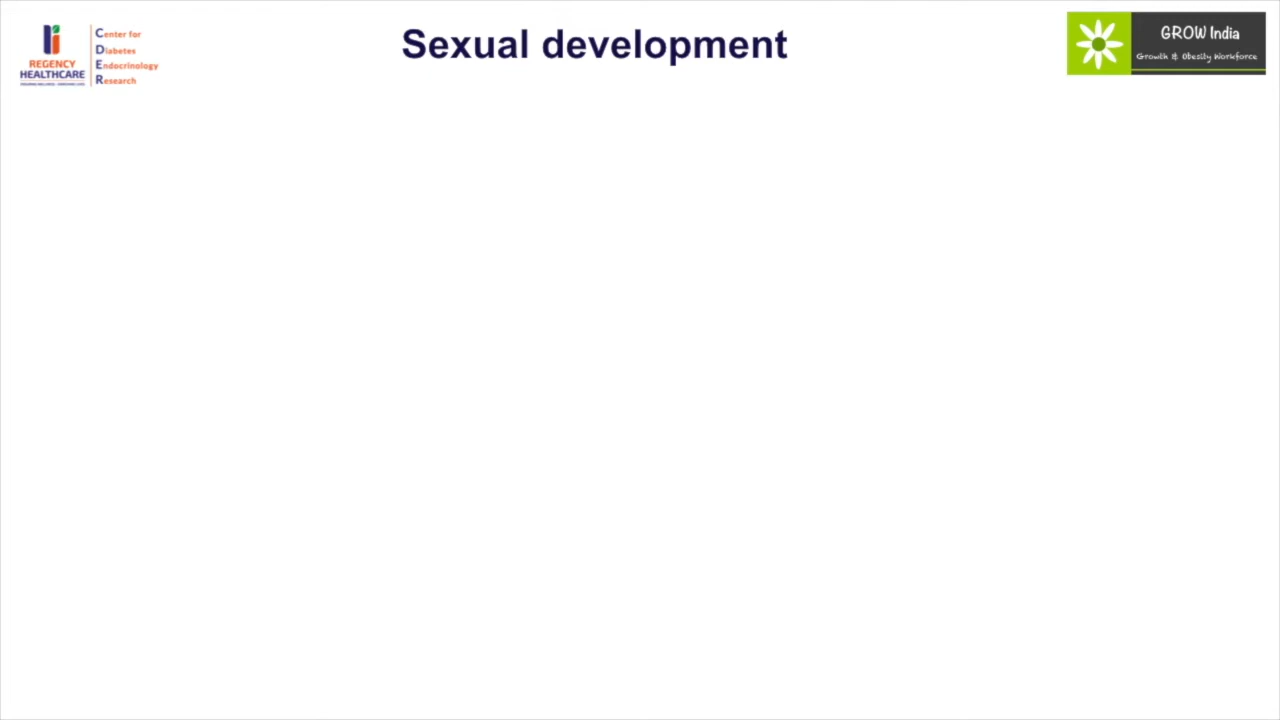 Sexual development
Center for
Diabetes
Endocrinology
Research
REGENCY
HEALTHCARE
GROW India
Growth & Obesity Workforce